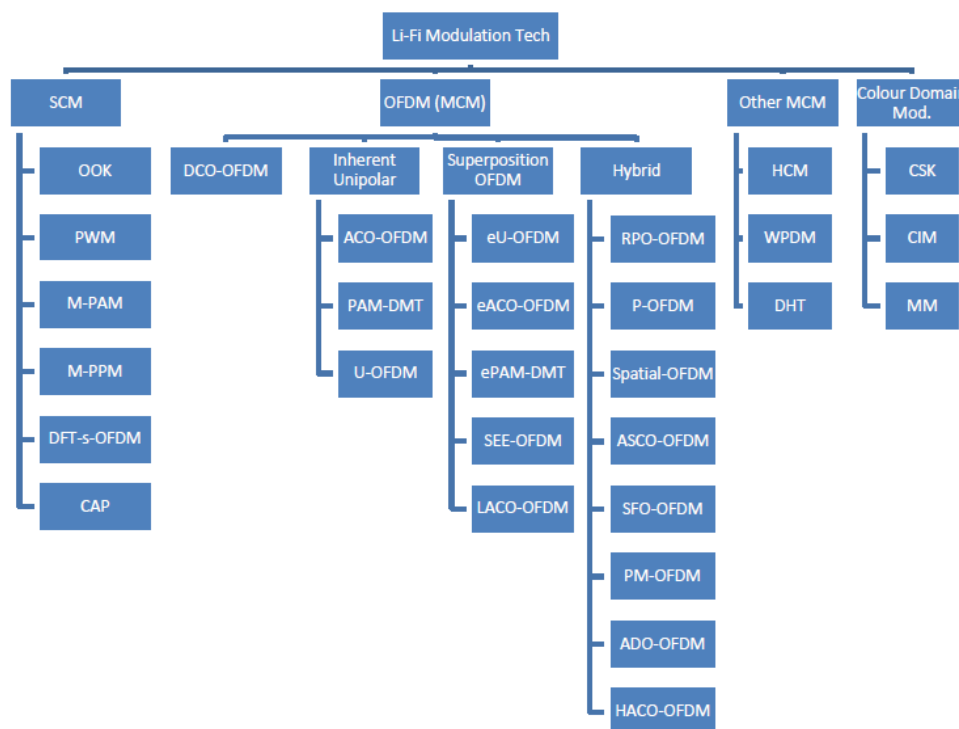 Li-Fi Modulation Tech
SCM
OFDM (MCM)
Other MCM
Colour Domain
Mod.
OOK
PWM
M-PAM
M-PPM
DFT-s-OFDM
CAP
DCO-OFDM
Inherent
Unipolar
ACO-OFDM
PAM-DMT
U-OFDM
Superposition
OFDM
eU-OFDM
eACO-OFDM
ePAM-DMT
SEE-OFDM
LACO-OFDM
Hybrid
RPO-OFDM
P-OFDM
Spatial-OFDM
ASCO-OFDM
SFO-OFDM
PM-OFDM
ADO-OFDM
HACO-OFDM
HCM
WPDM
DHT
CSK
CIM
MM